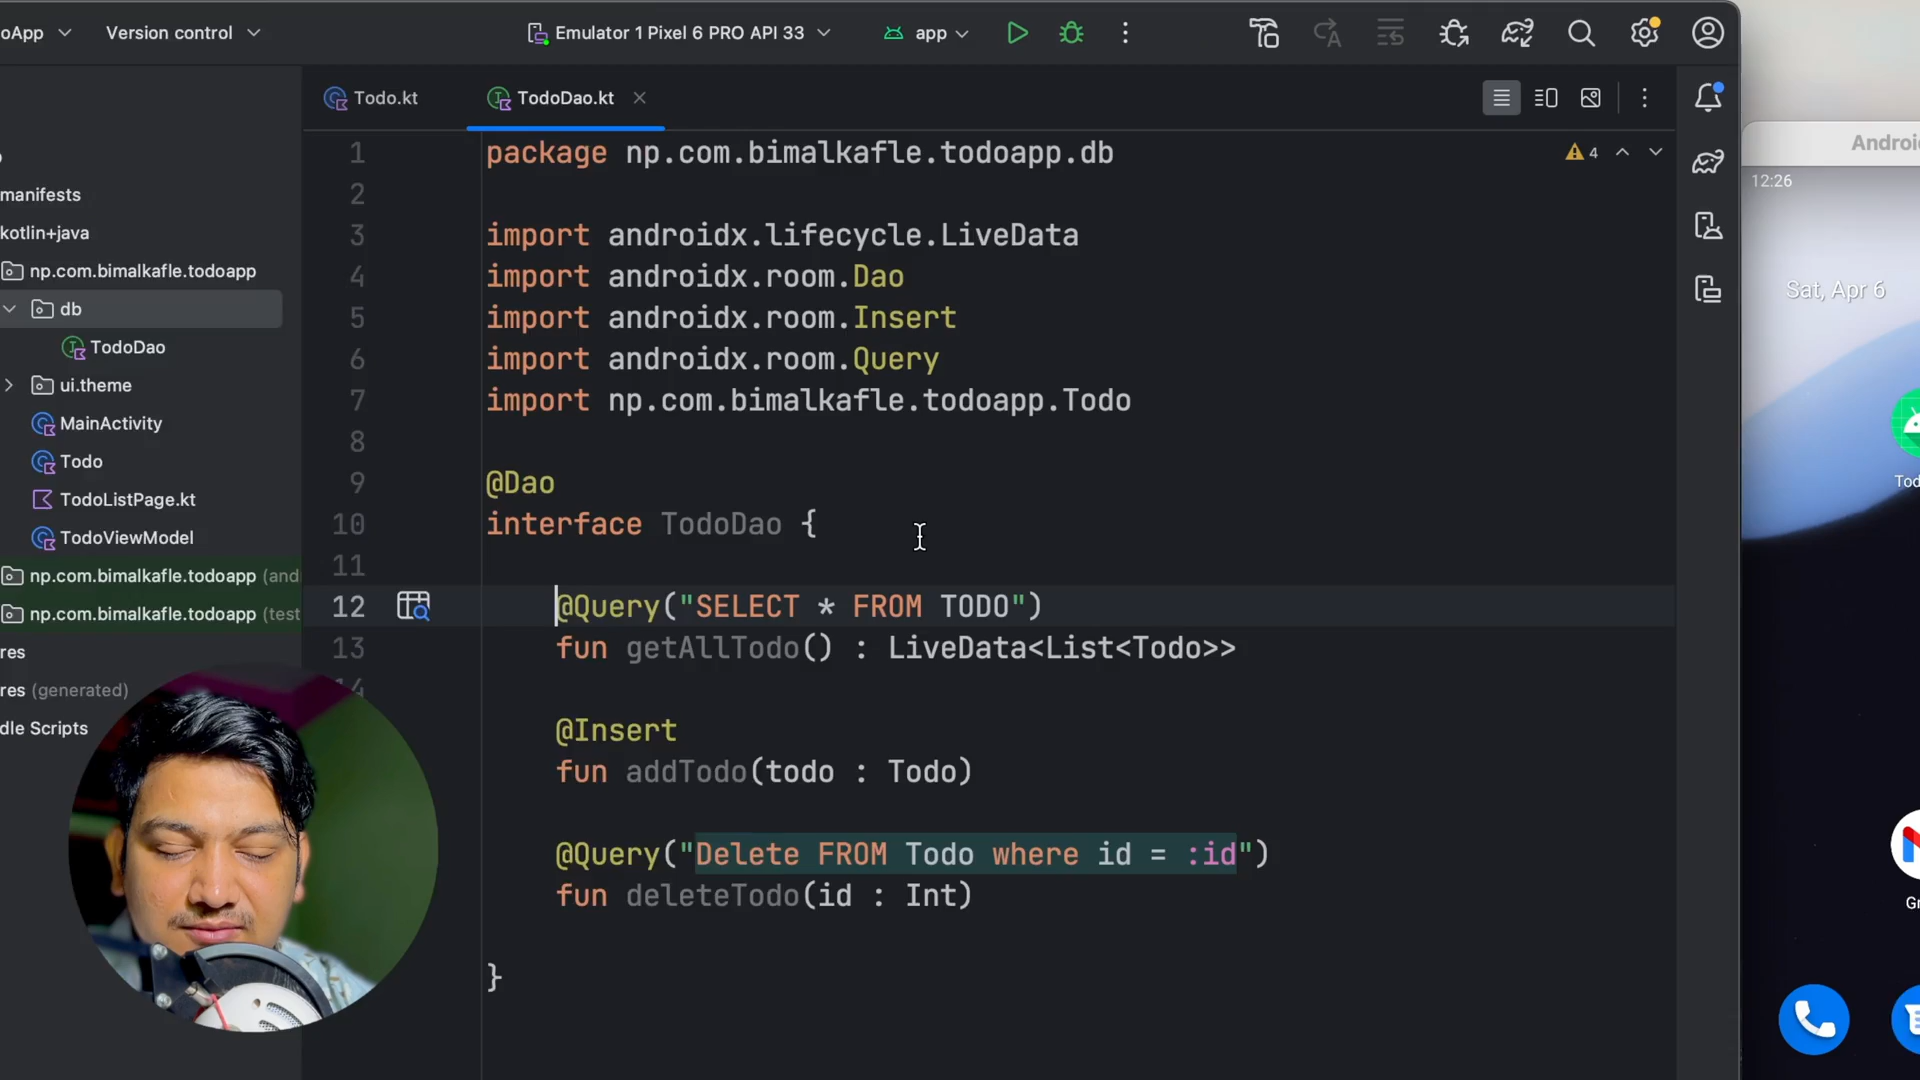 oApp
Version control
Emulator 1 Pixel 6 PRO API 33
app
Todo.kt
TodoDao.kt
manifests
kotlin+java
np.com.bimalkafle.todoapp
db
TodoDao
ui.theme
MainActivity
Todo
TodoListPage.kt
TodoViewModel
np.com.bimalkafle.todoapp (and
np.com.bimalkafle.todoapp (test
res
res (generated)
dle Scripts
4
1 package np.com.bimalkafle.todoapp.db
2
3 import androidx.lifecycle.LiveData
4 import androidx.room.Dao
5 import androidx.room.Insert
6 import androidx.room.Query
7 import np.com.bimalkafle.todoapp.Todo
8
9 @Dao
10 interface TodoDao {
11
12 @Query("SELECT * FROM TODO")
13 fun getAllTodo() : LiveData<List<Todo>>
14
@Insert
fun addTodo(todo : Todo)
@Query("Delete FROM Todo where id = :id")
fun deleteTodo(id : Int)
}
Androi
12:26
Sat, Apr 6
Tod
Gr